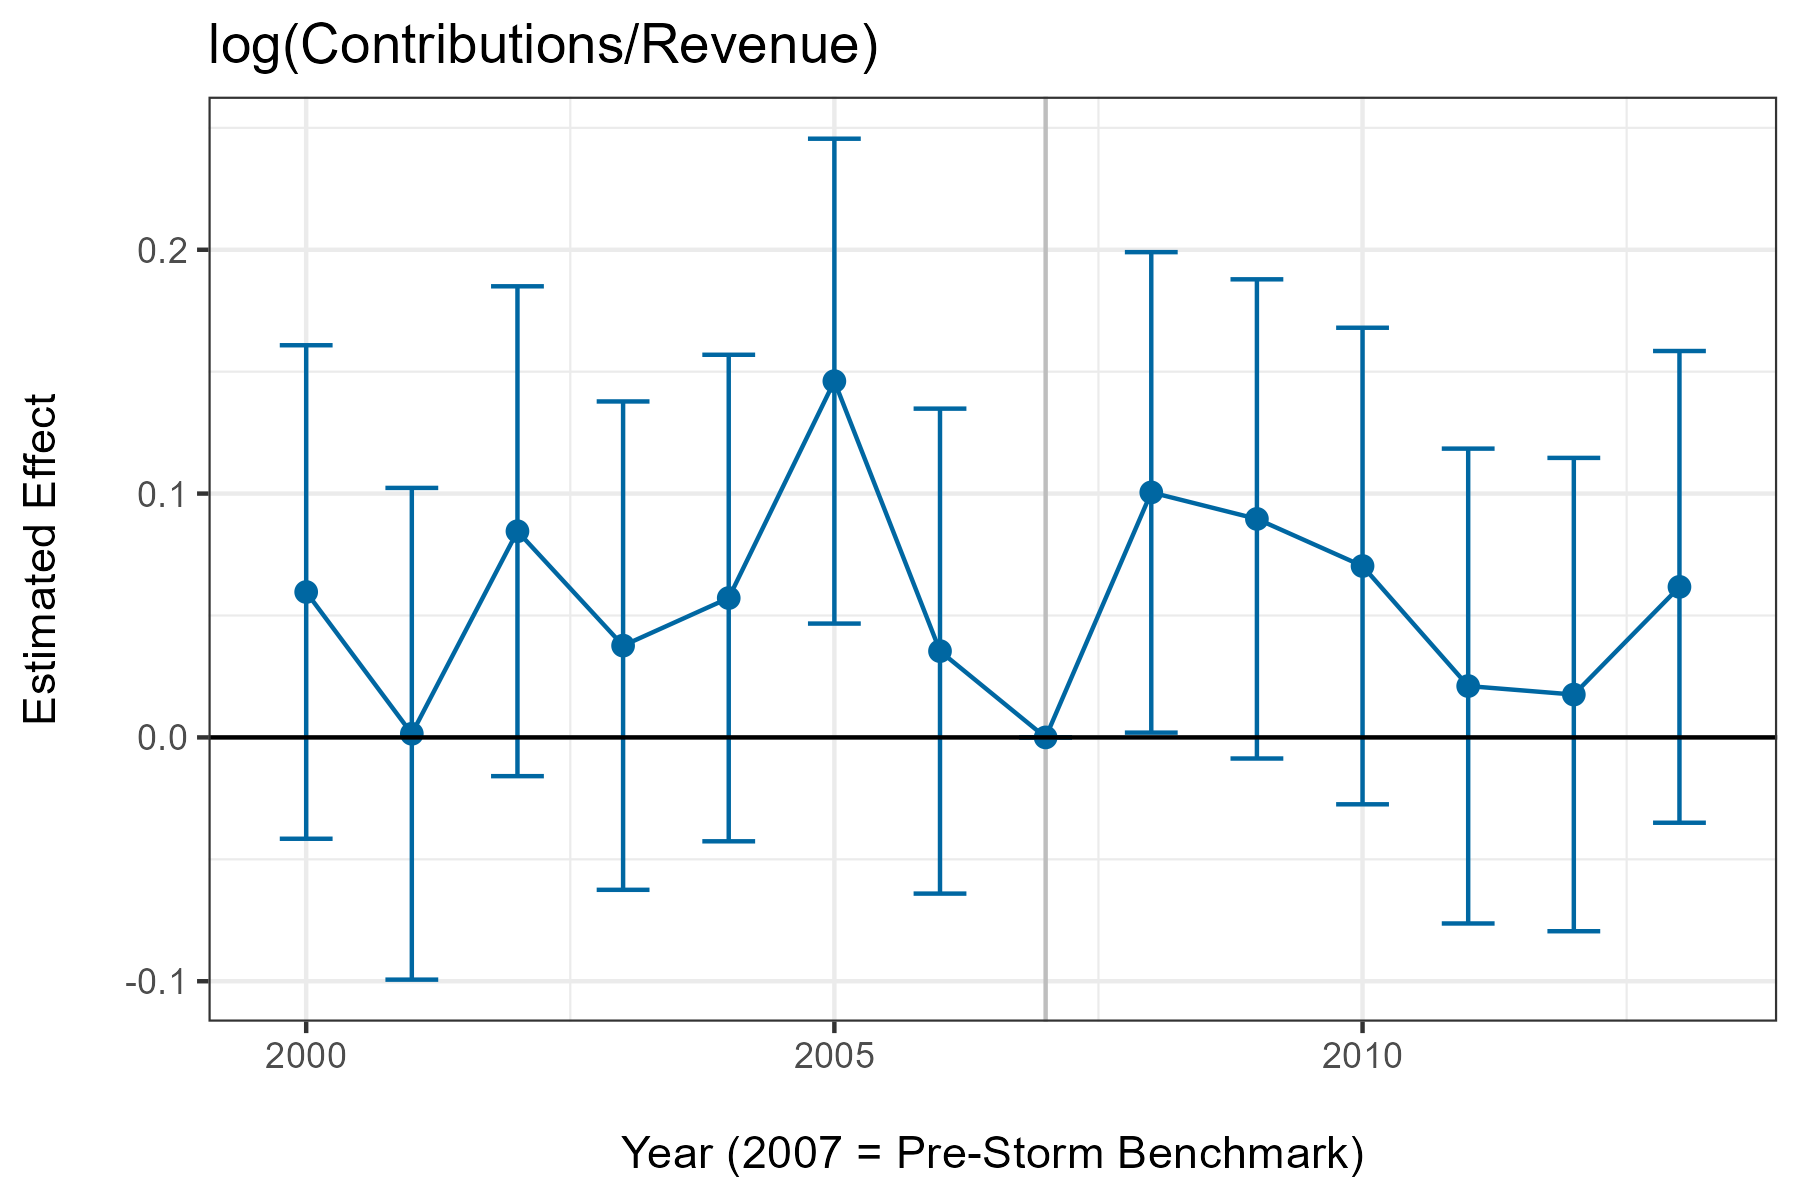 log(Contributions/Revenue)
Estimated Effect
0.2
0.1
0.0
-0.1
2000 2005 2010
Year (2007 = Pre-Storm Benchmark)